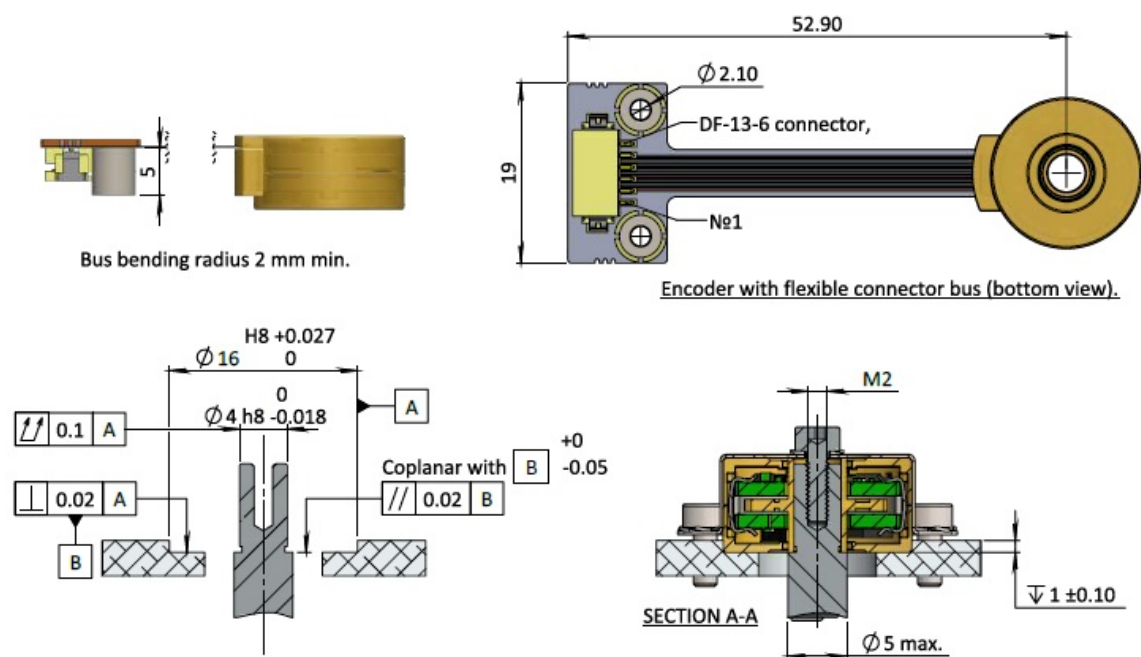 52.90
Ø 2.10
DF-13-6 connector,
5
19
№1
Bus bending radius 2 mm min.
Encoder with flexible connector bus (bottom view).
H8 +0.027
Ø 16 0
0
Ø 4 h8 -0.018
A
0.1 A
0.02 A
B
+0
Coplanar with B -0.05
// 0.02 B
M2
SECTION A-A
↧ 1 ±0.10
Ø 5 max.